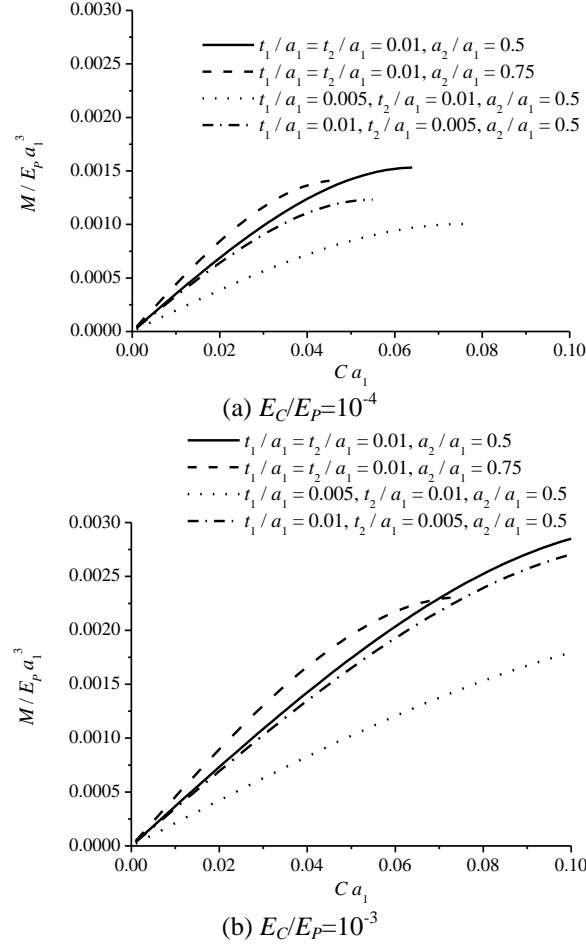 0.0030
t₁ / a₁ = t₂ / a₁ = 0.01, a₂ / a₁ = 0.5
0.0025
t₁ / a₁ = t₂ / a₁ = 0.01, a₂ / a₁ = 0.75
t₁ / a₁ = 0.005, t₂ / a₁ = 0.01, a₂ / a₁ = 0.5
0.0020
t₁ / a₁ = 0.01, t₂ / a₁ = 0.005, a₂ / a₁ = 0.5
M / E_P a₁³
0.0015
0.0010
0.0005
0.0000
0.00 0.02 0.04 0.06 0.08 0.10
C a₁
(a) E_C/E_P=10⁻⁴
t₁ / a₁ = t₂ / a₁ = 0.01, a₂ / a₁ = 0.5
t₁ / a₁ = t₂ / a₁ = 0.01, a₂ / a₁ = 0.75
t₁ / a₁ = 0.005, t₂ / a₁ = 0.01, a₂ / a₁ = 0.5
t₁ / a₁ = 0.01, t₂ / a₁ = 0.005, a₂ / a₁ = 0.5
0.0030
0.0025
0.0020
M / E_P a₁³
0.0015
0.0010
0.0005
0.0000
0.00 0.02 0.04 0.06 0.08 0.10
C a₁
(b) E_C/E_P=10⁻³